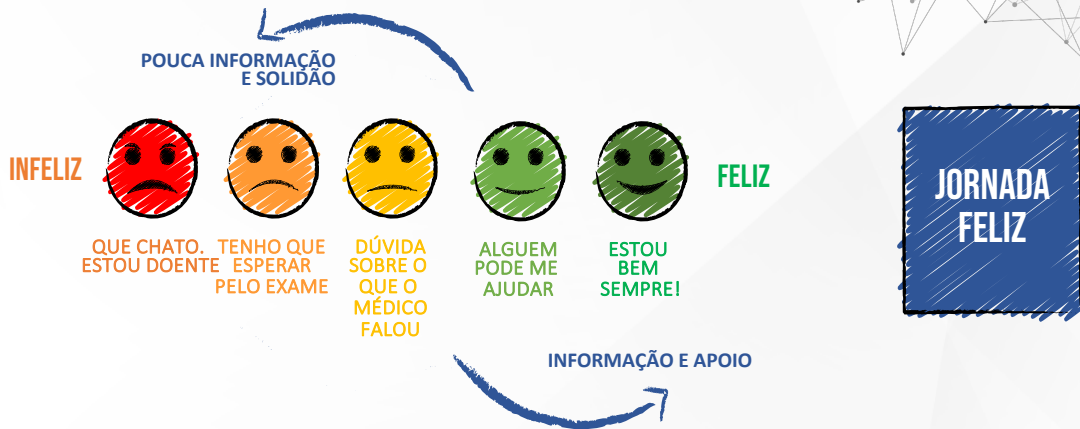 POUCA INFORMAÇÃO
E SOLIDÃO
INFELIZ
FELIZ
QUE CHATO.
ESTOU DOENTE
TENHO QUE
ESPERAR
PELO EXAME
DÚVIDA
SOBRE O
QUE O
MÉDICO
FALOU
ALGUEM
PODE ME
AJUDAR
ESTOU
BEM
SEMPRE!
INFORMAÇÃO E APOIO
JORNADA
FELIZ